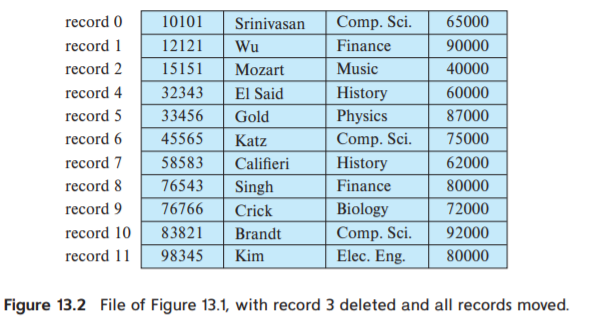 record 0 10101 Srinivasan Comp. Sci. 65000
record 1 12121 Wu Finance 90000
record 2 15151 Mozart Music 40000
record 4 32343 El Said History 60000
record 5 33456 Gold Physics 87000
record 6 45565 Katz Comp. Sci. 75000
record 7 58583 Califieri History 62000
record 8 76543 Singh Finance 80000
record 9 76766 Crick Biology 72000
record 10 83821 Brandt Comp. Sci. 92000
record 11 98345 Kim Elec. Eng. 80000
Figure 13.2 File of Figure 13.1, with record 3 deleted and all records moved.